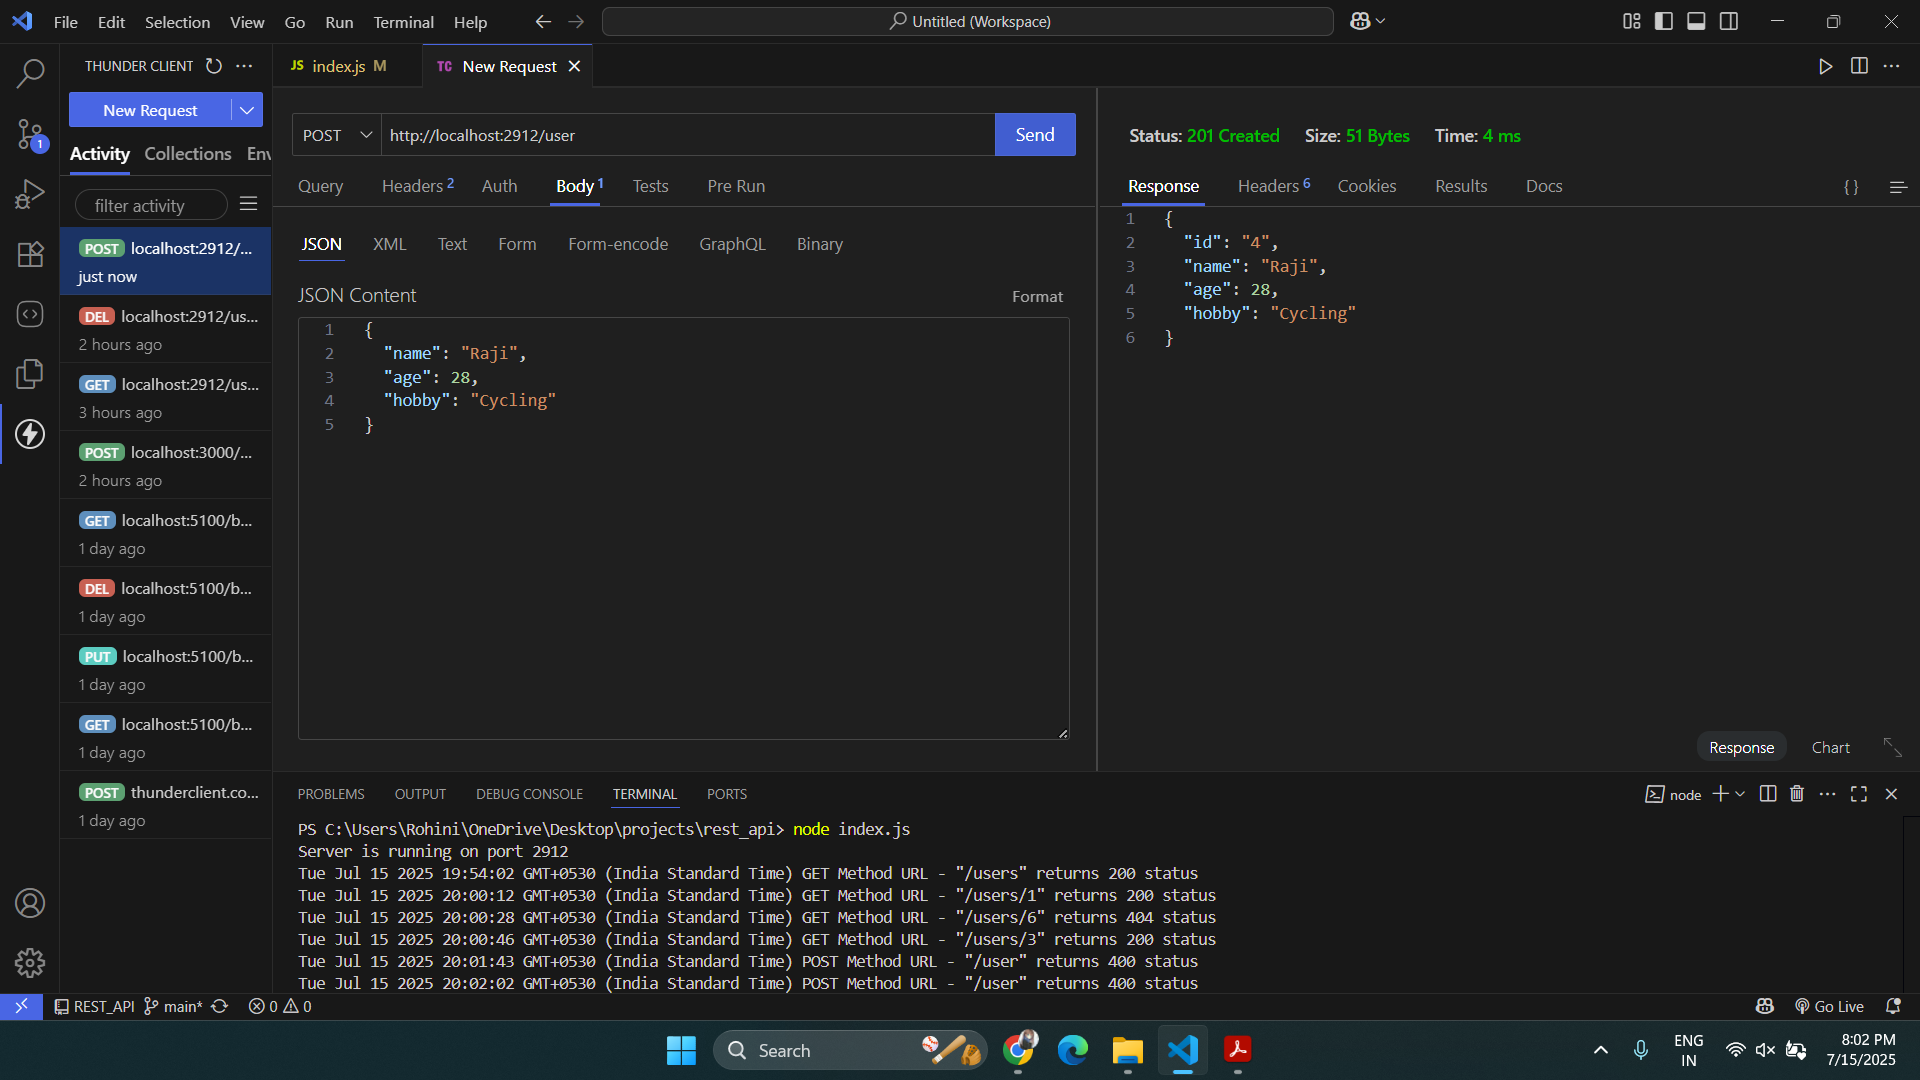 File Edit Selection View Go Run Terminal Help
Untitled (Workspace)
THUNDER CLIENT
New Request
Activity Collections Env
filter activity
POST localhost:2912/...
just now
DEL localhost:2912/us...
2 hours ago
GET localhost:2912/us...
3 hours ago
POST localhost:3000/...
2 hours ago
GET localhost:5100/b...
1 day ago
DEL localhost:5100/b...
1 day ago
PUT localhost:5100/b...
1 day ago
GET localhost:5100/b...
1 day ago
POST thunderclient.co...
1 day ago
JS index.js M
TC New Request
POST http://localhost:2912/user Send
Query Headers 2 Auth Body 1 Tests Pre Run
JSON XML Text Form Form-encode GraphQL Binary
JSON Content Format
1 {
2 "name": "Raji",
3 "age": 28,
4 "hobby": "Cycling"
5 }
Status: 201 Created Size: 51 Bytes Time: 4 ms
Response Headers 6 Cookies Results Docs { }
1 {
2 "id": "4",
3 "name": "Raji",
4 "age": 28,
5 "hobby": "Cycling"
6 }
Response Chart
PROBLEMS OUTPUT DEBUG CONSOLE TERMINAL PORTS
node
PS C:\Users\Rohini\OneDrive\Desktop\projects\rest_api> node index.js
Server is running on port 2912
Tue Jul 15 2025 19:54:02 GMT+0530 (India Standard Time) GET Method URL - "/users" returns 200 status
Tue Jul 15 2025 20:00:12 GMT+0530 (India Standard Time) GET Method URL - "/users/1" returns 200 status
Tue Jul 15 2025 20:00:28 GMT+0530 (India Standard Time) GET Method URL - "/users/6" returns 404 status
Tue Jul 15 2025 20:00:46 GMT+0530 (India Standard Time) GET Method URL - "/users/3" returns 200 status
Tue Jul 15 2025 20:01:43 GMT+0530 (India Standard Time) POST Method URL - "/user" returns 400 status
Tue Jul 15 2025 20:02:02 GMT+0530 (India Standard Time) POST Method URL - "/user" returns 400 status
1
REST_API main* 0 0
Go Live
Search
ENG
IN
8:02 PM
7/15/2025